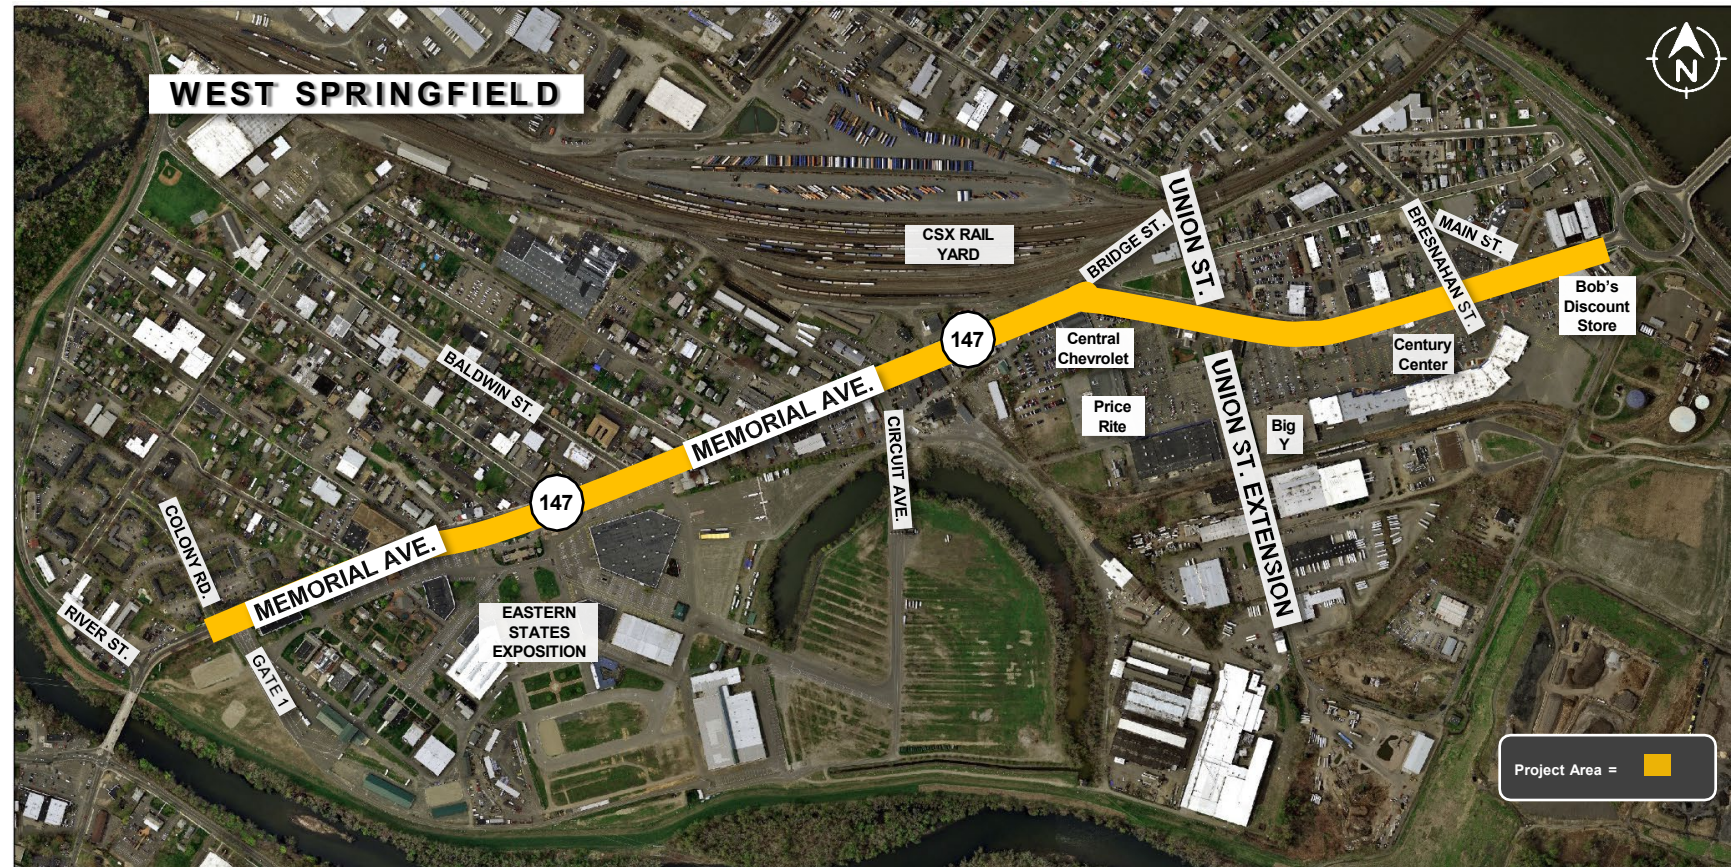 WEST SPRINGFIELD
N
UNION ST.
BRIDGE ST.
BRESNAHAN ST.
MAIN ST.
CSX RAIL
YARD
Bob's
Discount
Store
147
Central
Chevrolet
Century
Center
BALDWIN ST.
MEMORIAL AVE.
Price
Rite
UNION ST. EXTENSION
Big
Y
CIRCUIT AVE.
147
COLONY RD.
MEMORIAL AVE.
RIVER ST.
EASTERN
STATES
EXPOSITION
GATE 1
Project Area =